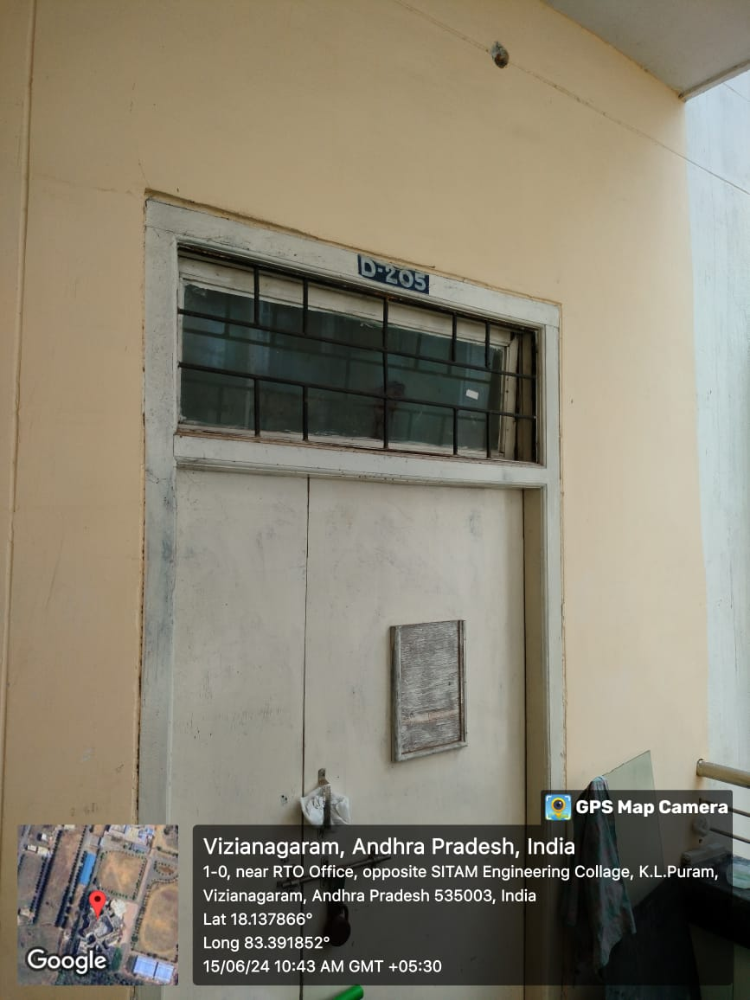 D-205
GPS Map Camera
Vizianagaram, Andhra Pradesh, India
1-0, near RTO Office, opposite SITAM Engineering Collage, K.L.Puram,
Vizianagaram, Andhra Pradesh 535003, India
Lat 18.137866°
Long 83.391852°
15/06/24 10:43 AM GMT +05:30
Google